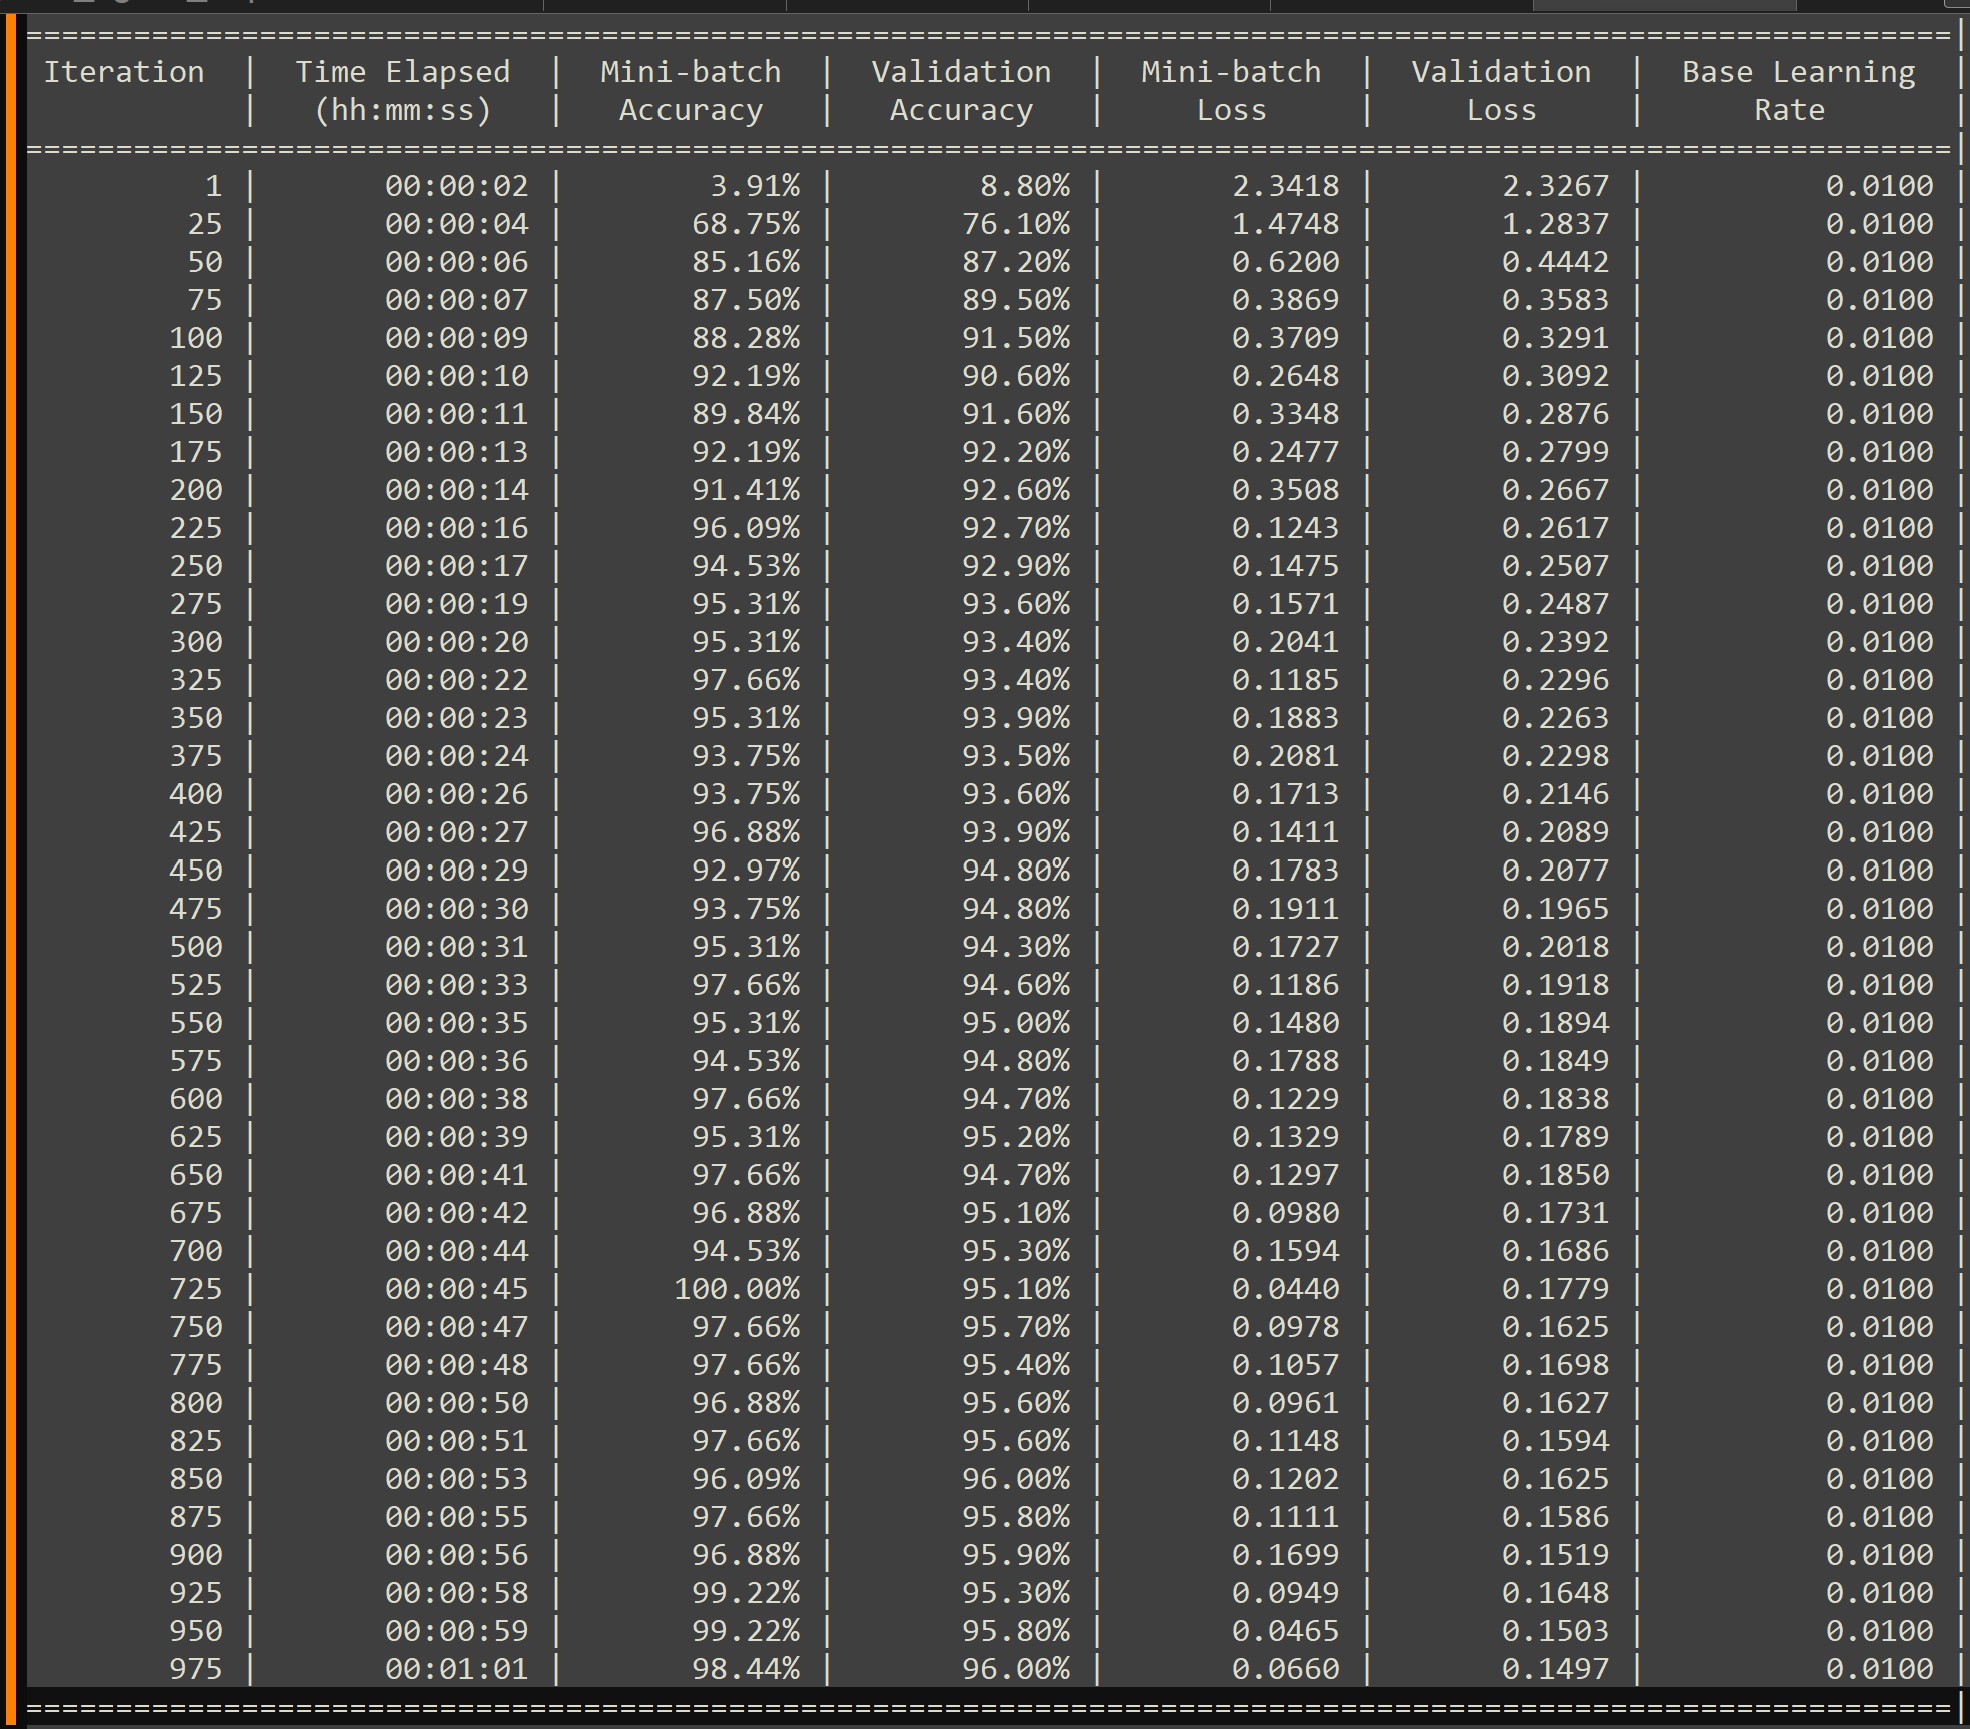 ====================================================================================================|
Iteration | Time Elapsed | Mini-batch | Validation | Mini-batch | Validation | Base Learning |
| (hh:mm:ss) | Accuracy | Accuracy | Loss | Loss | Rate |
====================================================================================================|
1 | 00:00:02 | 3.91% | 8.80% | 2.3418 | 2.3267 | 0.0100 |
25 | 00:00:04 | 68.75% | 76.10% | 1.4748 | 1.2837 | 0.0100 |
50 | 00:00:06 | 85.16% | 87.20% | 0.6200 | 0.4442 | 0.0100 |
75 | 00:00:07 | 87.50% | 89.50% | 0.3869 | 0.3583 | 0.0100 |
100 | 00:00:09 | 88.28% | 91.50% | 0.3709 | 0.3291 | 0.0100 |
125 | 00:00:10 | 92.19% | 90.60% | 0.2648 | 0.3092 | 0.0100 |
150 | 00:00:11 | 89.84% | 91.60% | 0.3348 | 0.2876 | 0.0100 |
175 | 00:00:13 | 92.19% | 92.20% | 0.2477 | 0.2799 | 0.0100 |
200 | 00:00:14 | 91.41% | 92.60% | 0.3508 | 0.2667 | 0.0100 |
225 | 00:00:16 | 96.09% | 92.70% | 0.1243 | 0.2617 | 0.0100 |
250 | 00:00:17 | 94.53% | 92.90% | 0.1475 | 0.2507 | 0.0100 |
275 | 00:00:19 | 95.31% | 93.60% | 0.1571 | 0.2487 | 0.0100 |
300 | 00:00:20 | 95.31% | 93.40% | 0.2041 | 0.2392 | 0.0100 |
325 | 00:00:22 | 97.66% | 93.40% | 0.1185 | 0.2296 | 0.0100 |
350 | 00:00:23 | 95.31% | 93.90% | 0.1883 | 0.2263 | 0.0100 |
375 | 00:00:24 | 93.75% | 93.50% | 0.2081 | 0.2298 | 0.0100 |
400 | 00:00:26 | 93.75% | 93.60% | 0.1713 | 0.2146 | 0.0100 |
425 | 00:00:27 | 96.88% | 93.90% | 0.1411 | 0.2089 | 0.0100 |
450 | 00:00:29 | 92.97% | 94.80% | 0.1783 | 0.2077 | 0.0100 |
475 | 00:00:30 | 93.75% | 94.80% | 0.1911 | 0.1965 | 0.0100 |
500 | 00:00:31 | 95.31% | 94.30% | 0.1727 | 0.2018 | 0.0100 |
525 | 00:00:33 | 97.66% | 94.60% | 0.1186 | 0.1918 | 0.0100 |
550 | 00:00:35 | 95.31% | 95.00% | 0.1480 | 0.1894 | 0.0100 |
575 | 00:00:36 | 94.53% | 94.80% | 0.1788 | 0.1849 | 0.0100 |
600 | 00:00:38 | 97.66% | 94.70% | 0.1229 | 0.1838 | 0.0100 |
625 | 00:00:39 | 95.31% | 95.20% | 0.1329 | 0.1789 | 0.0100 |
650 | 00:00:41 | 97.66% | 94.70% | 0.1297 | 0.1850 | 0.0100 |
675 | 00:00:42 | 96.88% | 95.10% | 0.0980 | 0.1731 | 0.0100 |
700 | 00:00:44 | 94.53% | 95.30% | 0.1594 | 0.1686 | 0.0100 |
725 | 00:00:45 | 100.00% | 95.10% | 0.0440 | 0.1779 | 0.0100 |
750 | 00:00:47 | 97.66% | 95.70% | 0.0978 | 0.1625 | 0.0100 |
775 | 00:00:48 | 97.66% | 95.40% | 0.1057 | 0.1698 | 0.0100 |
800 | 00:00:50 | 96.88% | 95.60% | 0.0961 | 0.1627 | 0.0100 |
825 | 00:00:51 | 97.66% | 95.60% | 0.1148 | 0.1594 | 0.0100 |
850 | 00:00:53 | 96.09% | 96.00% | 0.1202 | 0.1625 | 0.0100 |
875 | 00:00:55 | 97.66% | 95.80% | 0.1111 | 0.1586 | 0.0100 |
900 | 00:00:56 | 96.88% | 95.90% | 0.1699 | 0.1519 | 0.0100 |
925 | 00:00:58 | 99.22% | 95.30% | 0.0949 | 0.1648 | 0.0100 |
950 | 00:00:59 | 99.22% | 95.80% | 0.0465 | 0.1503 | 0.0100 |
975 | 00:01:01 | 98.44% | 96.00% | 0.0660 | 0.1497 | 0.0100 |
====================================================================================================|